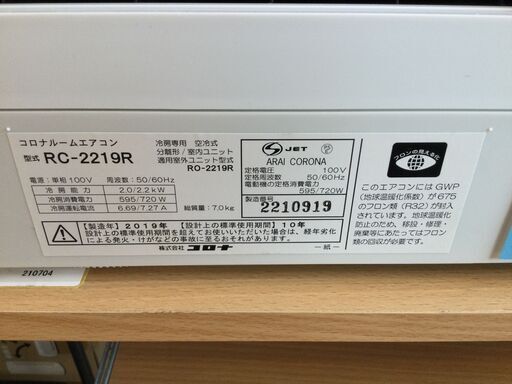 コロナルームエアコン
型式 RC-2219R
冷房専用 空冷式
分離形/室内ユニット
適用室外ユニット型式
RO-2219R
電源：単相100V 周波数：50/60Hz
冷房能力 2.0/2.2kW
冷房消費電力 595/720W
冷房運転電流 6.69/7.27A
総質量：7.0kg
【製造年】2019年 【設計上の標準使用期間】10年
設計上の標準使用期間を超えてお使いいただいた場合は、経年劣化
による発火・けが などの事故に至るおそれがあります。
株式会社 コロナ
―紙―
S JET
ARAI CORONA
定格電圧 100V
定格周波数 50/60Hz
電動機の定格消費電力
595/720W
製造番号
2210919
フロンの見える化
このエアコンには GWP
(地球温暖化係数) が 675
のフロン類 (R32) が封入
されています。地球温暖化
防止のため、移設・修理・
廃棄等にあたってはフロン
類の回収が必要です。
210704